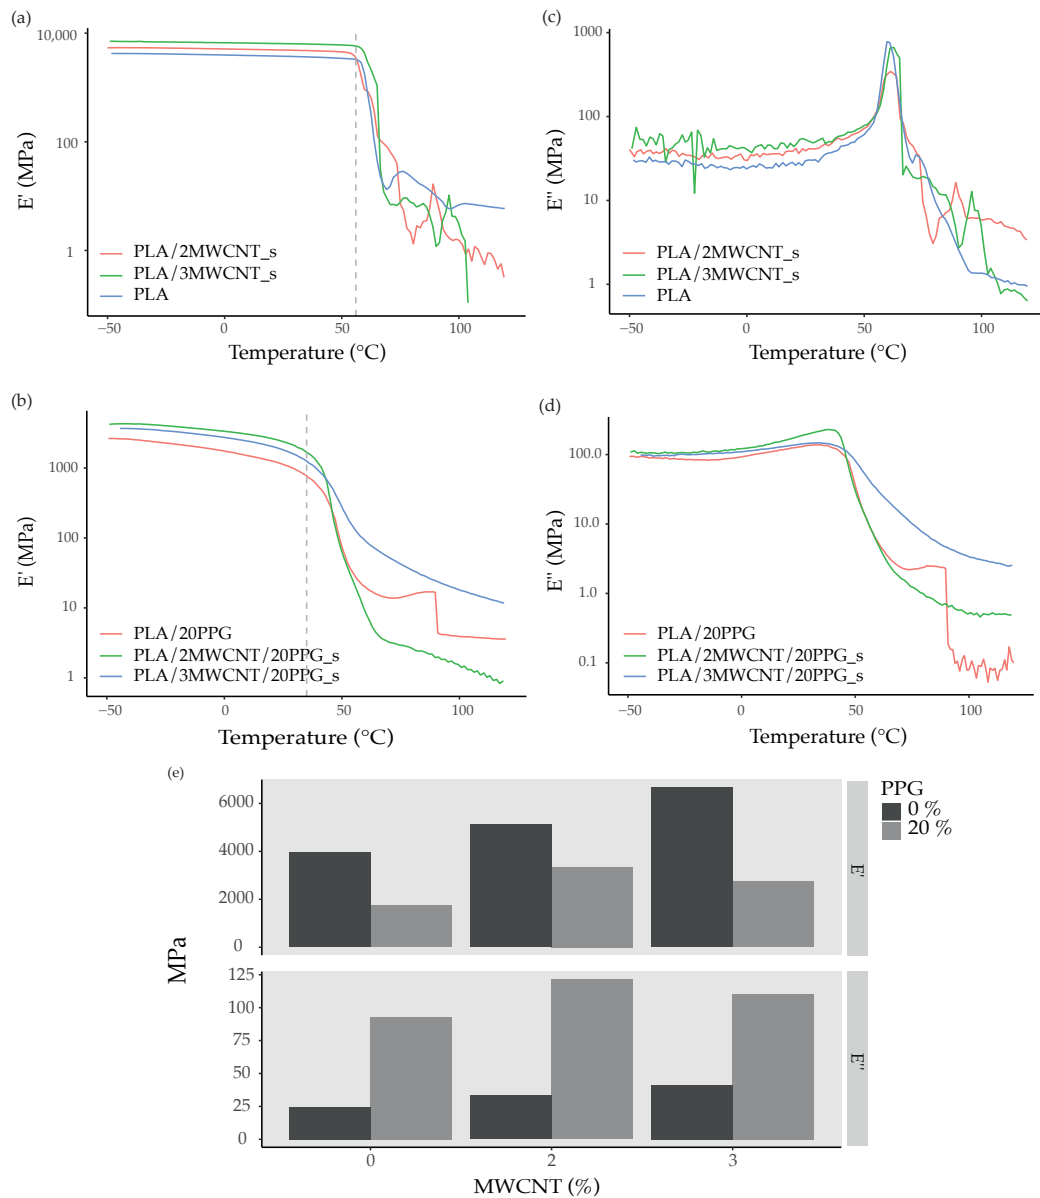 (a)
10,000
100
1
E' (MPa)
PLA/2MWCNT_s
PLA/3MWCNT_s
PLA
−50
0
50
100
Temperature (°C)
(c)
1000
100
10
1
E'' (MPa)
PLA/2MWCNT_s
PLA/3MWCNT_s
PLA
−50
0
50
100
Temperature (°C)
(b)
1000
100
10
1
E' (MPa)
PLA/20PPG
PLA/2MWCNT/20PPG_s
PLA/3MWCNT/20PPG_s
−50
0
50
100
Temperature (°C)
(d)
100.0
10.0
1.0
0.1
E'' (MPa)
PLA/20PPG
PLA/2MWCNT/20PPG_s
PLA/3MWCNT/20PPG_s
−50
0
50
100
Temperature (°C)
(e)
6000
4000
2000
0
E'
PPG
0 %
20 %
MPa
125
100
75
50
25
0
E''
0
2
3
MWCNT (%)